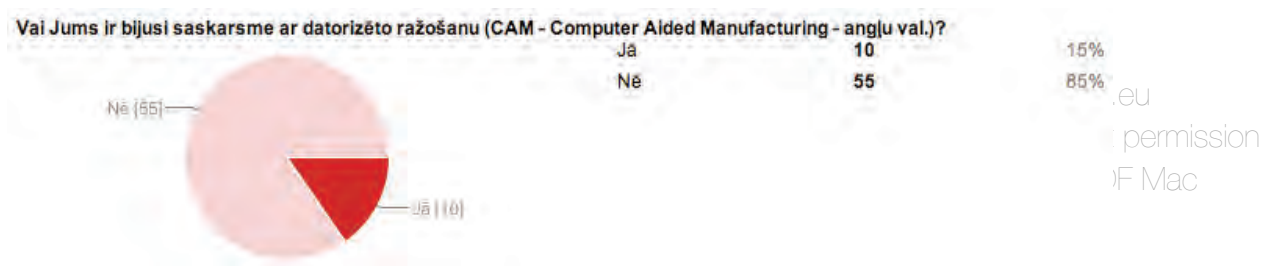 Vai Jums ir bijusi saskarsme ar datorizēto ražošanu (CAM - Computer Aided Manufacturing - angļu val.)?
Jā 10 15%
Nē 55 85%
Nē [55]
Jā [10]
.eu
permission
DF Mac